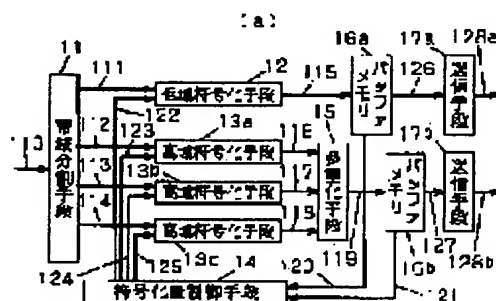 (a)
11
111
12
115
16a
126
17a
128a
110
帯域分割手段
低域符号化手段
バッファメモリ
送信手段
122
112
123
13a
116
15
高域符号化手段
113
13b
117
多重化手段
17b
高域符号化手段
バッファメモリ
送信手段
114
118
高域符号化手段
119
127
128b
13c
16b
124
125
14
120
121
符号化量制御手段